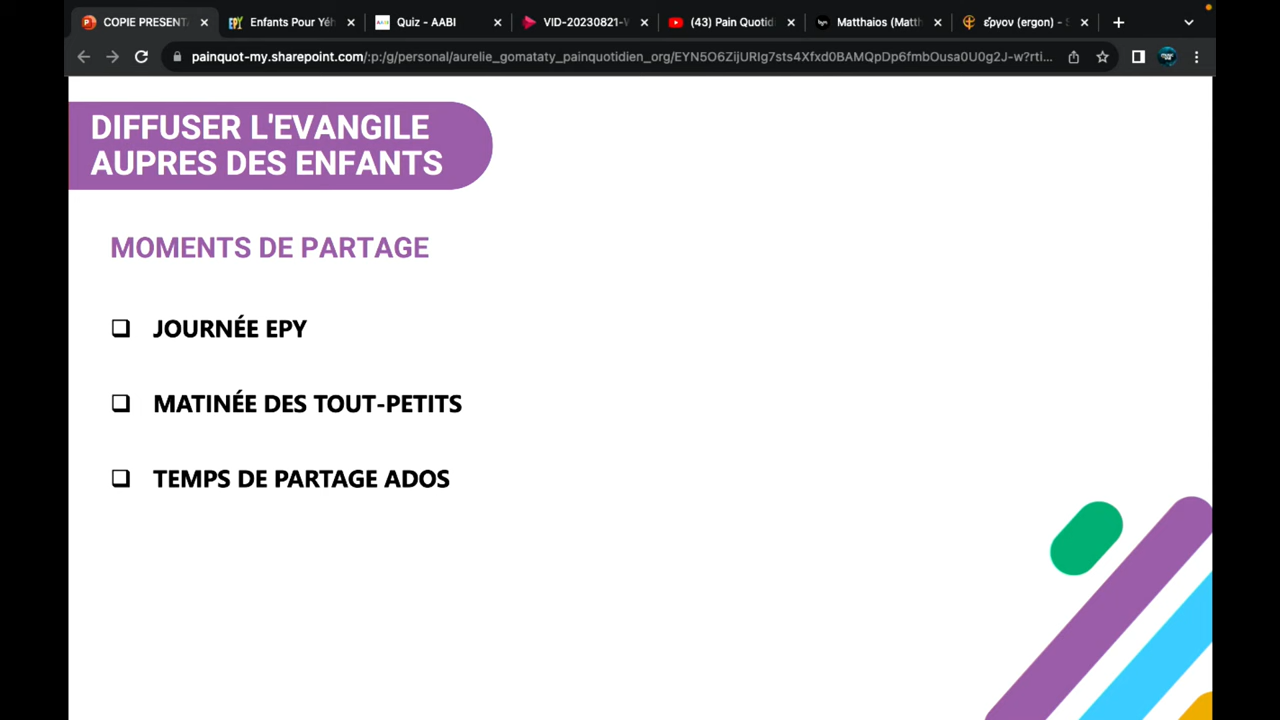 COPIE PRESENT
Enfants Pour Yéh
Quiz - AABI
VID-20230821-
(43) Pain Quotid
Matthaios (Matth
εργον (ergon) -
painquot-my.sharepoint.com/:p:/g/personal/aurelie_gomataty_painquotidien_org/EYN5O6ZijURIg7sts4Xfxd0BAMQpDp6fmbOusa0U0g2J-w?rti...
DIFFUSER L'EVANGILE
AUPRES DES ENFANTS
MOMENTS DE PARTAGE
JOURNÉE EPY
MATINÉE DES TOUT-PETITS
TEMPS DE PARTAGE ADOS